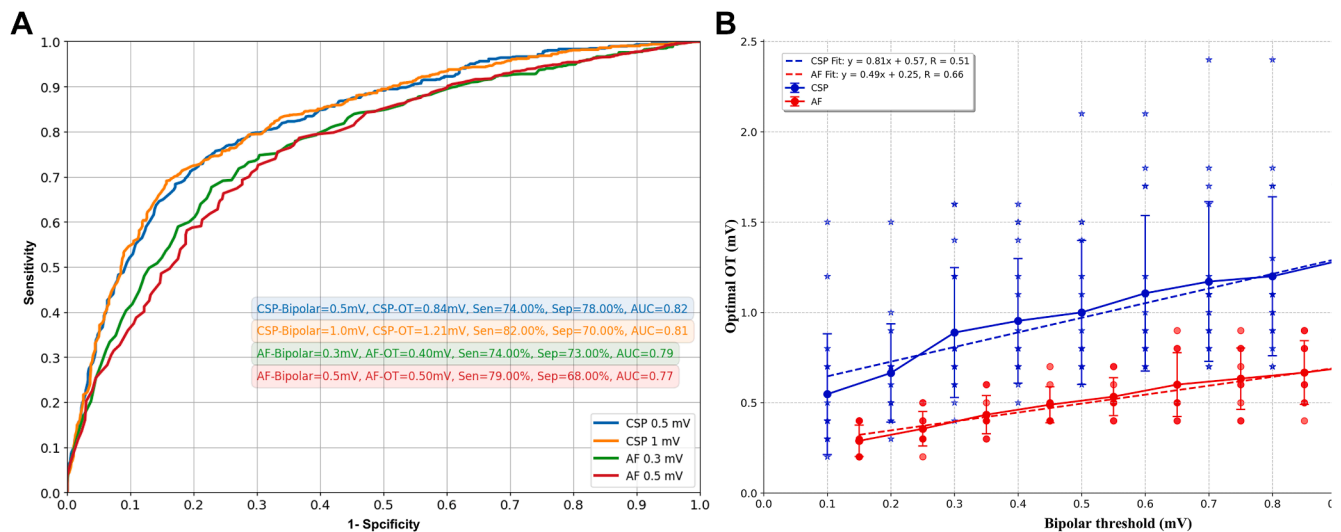 A
1.0
0.9
0.8
0.7
0.6
0.5
0.4
0.3
0.2
0.1
0.0
Sensitivity
CSP-Bipolar=0.5mV, CSP-OT=0.84mV, Sen=74.00%, Sep=78.00%, AUC=0.82
CSP-Bipolar=1.0mV, CSP-OT=1.21mV, Sen=82.00%, Sep=70.00%, AUC=0.81
AF-Bipolar=0.3mV, AF-OT=0.40mV, Sen=74.00%, Sep=73.00%, AUC=0.79
AF-Bipolar=0.5mV, AF-OT=0.50mV, Sen=79.00%, Sep=68.00%, AUC=0.77
CSP 0.5 mV
CSP 1 mV
AF 0.3 mV
AF 0.5 mV
0.0 0.1 0.2 0.3 0.4 0.5 0.6 0.7 0.8 0.9 1.0
1- Spcificity
B
2.5
2.0
1.5
1.0
0.5
0.0
Optimal OT (mV)
CSP Fit: y = 0.81x + 0.57, R = 0.51
AF Fit: y = 0.49x + 0.25, R = 0.66
CSP
AF
0.1 0.2 0.3 0.4 0.5 0.6 0.7 0.8
Bipolar threshold (mV)